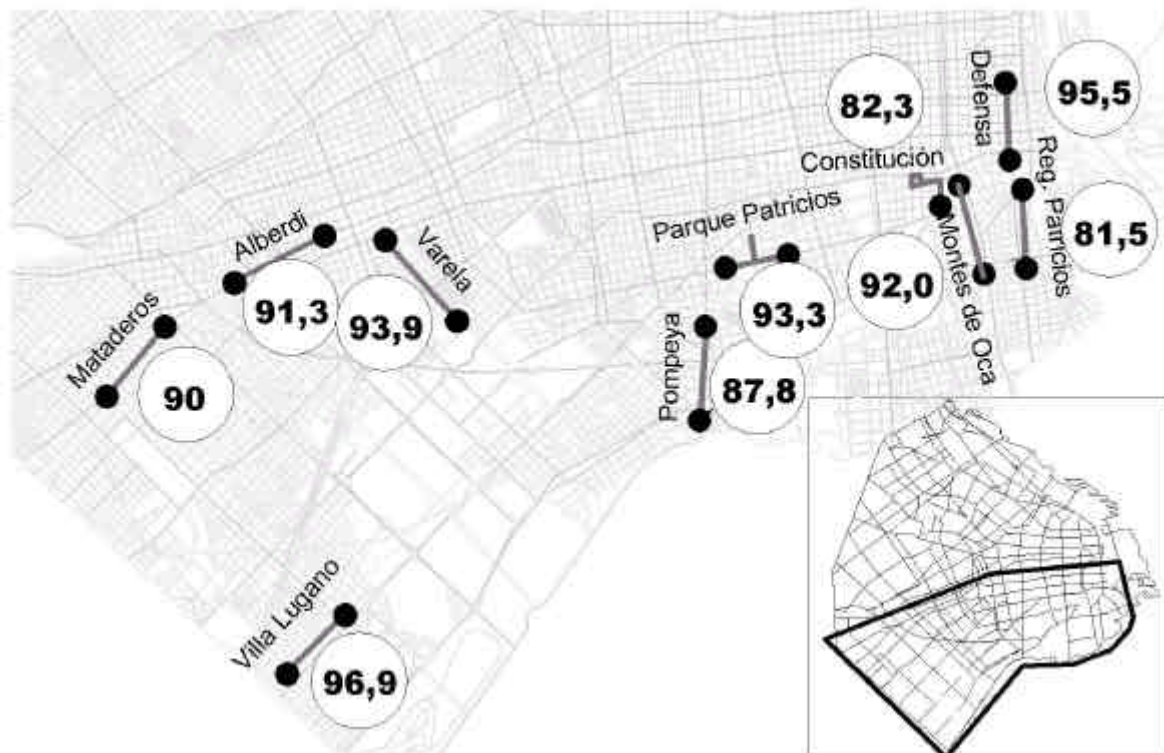 Defensa
95,5
82,3
Constitución
Reg. Patricios
81,5
Parque Patricios
Montes de Oca
92,0
93,3
Alberdi
91,3
Varela
93,9
Mataderos
90
Pompeya
87,8
Villa Lugano
96,9